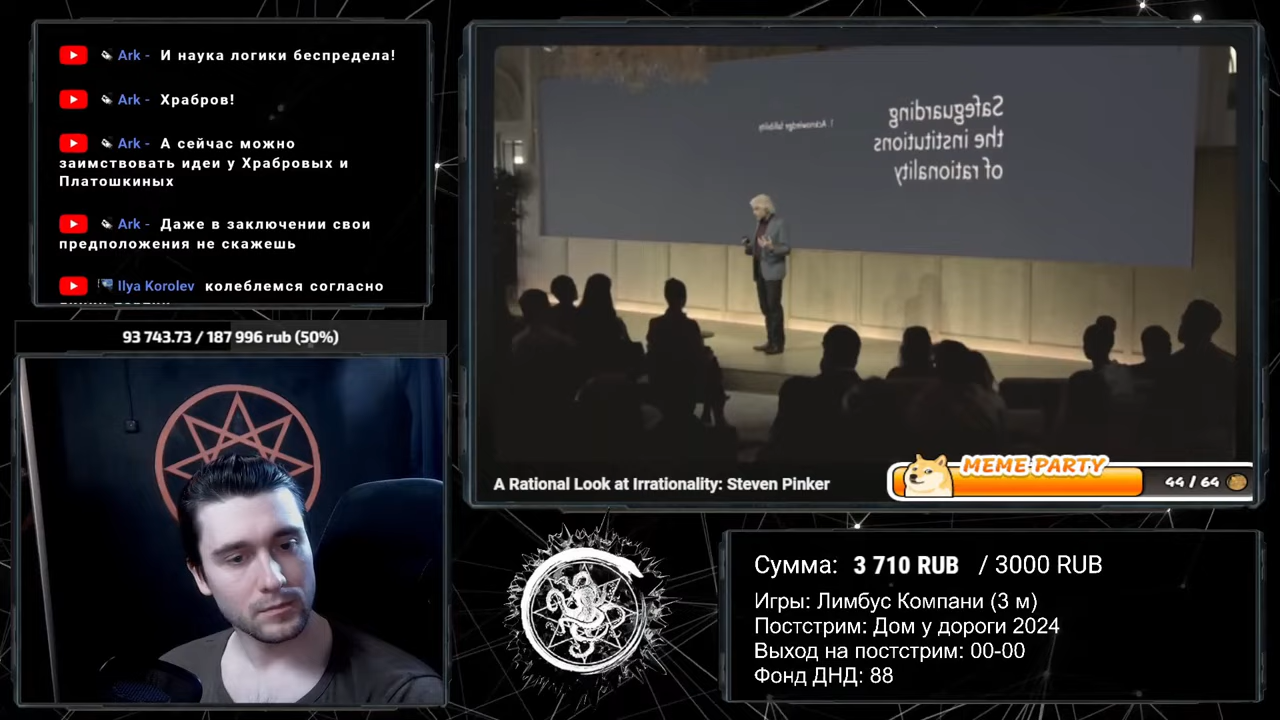 Ark - И наука логики беспредела!
Ark - Храбров!
Ark - А сейчас можно
заимствовать идеи у Храбровых и
Платошкиных
Ark - Даже в заключении свои
предположения не скажешь
Ilya Korolev колеблемся согласно
93 743.73 / 187 996 rub (50%)
Safeguarding
the institutions
of rationality
1. Acknowledge fallibility
A Rational Look at Irrationality: Steven Pinker
MEME PARTY
44 / 64
Сумма: 3 710 RUB / 3000 RUB
Игры: Лимбус Компани (3 м)
Постстрим: Дом у дороги 2024
Выход на постстрим: 00-00
Фонд ДНД: 88